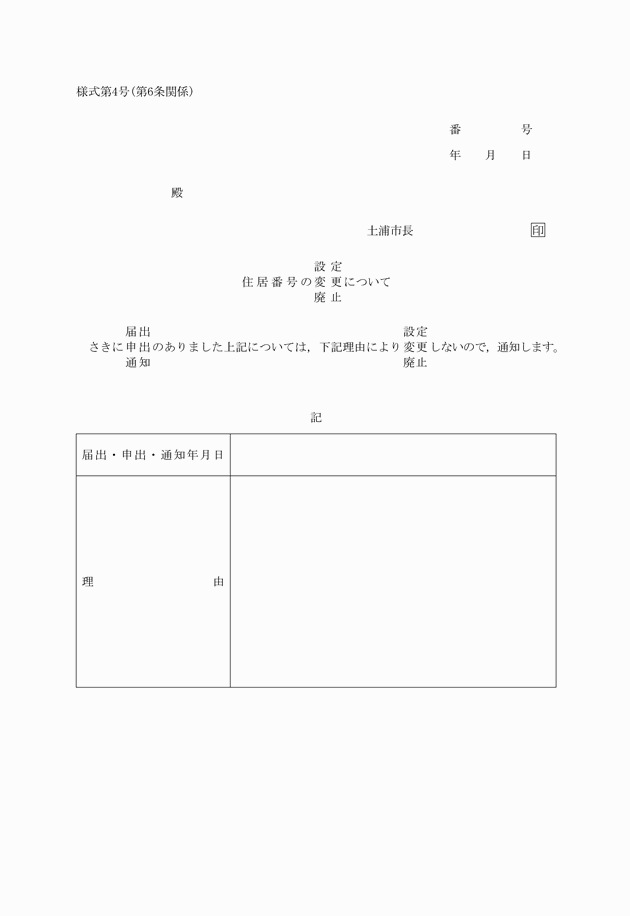 様式第4号(第6条関係)
番　　　　　号
年　　月　　日
殿
土浦市長　　　　　　　　　　印
設定
住居番号の変更について
廃止
届出　　　　　　　　　　　　　　　　　　　　　設定
さきに申出のありました上記については，下記理由により変更しないので，通知します。
通知　　　　　　　　　　　　　　　　　　　　　廃止
記
届出・申出・通知年月日
理　　　　　　　　　　由